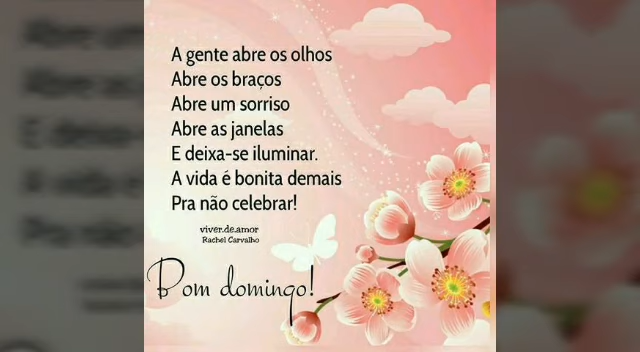 A gente abre os olhos
Abre os braços
Abre um sorriso
Abre as janelas
E deixa-se iluminar.
A vida é bonita demais
Pra não celebrar!
viver.de.amor
Rachel Carvalho
Bom domingo!